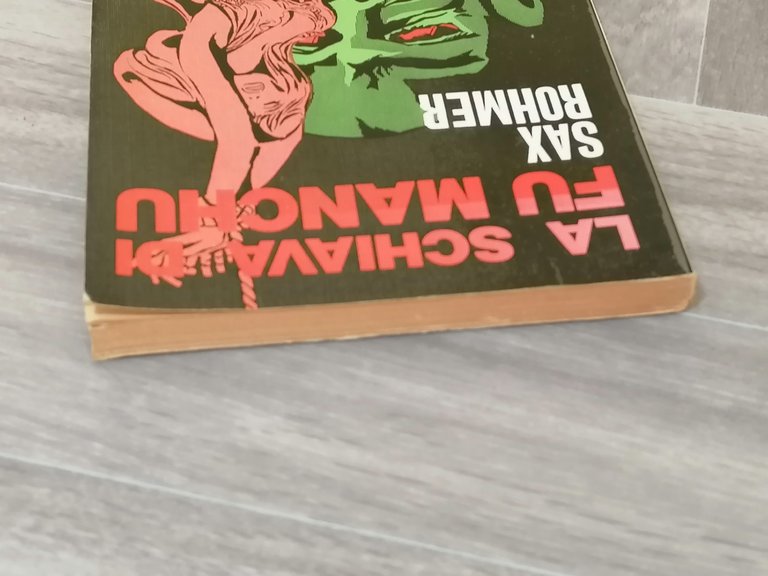 LA SCHIAVA DI
FU MANCHU
SAX
ROHMER